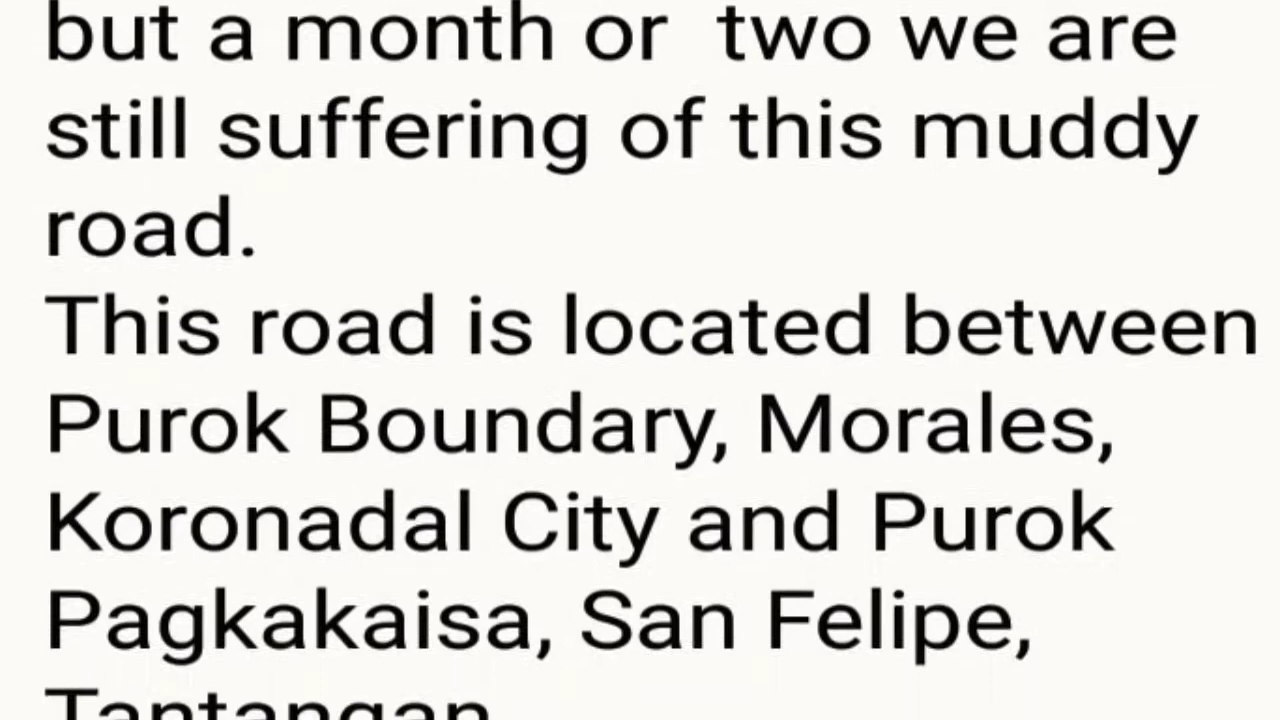 but a month or  two we are
still suffering of this muddy
road.
This road is located between
Purok Boundary, Morales,
Koronadal City and Purok
Pagkakaisa, San Felipe,
Tantangan